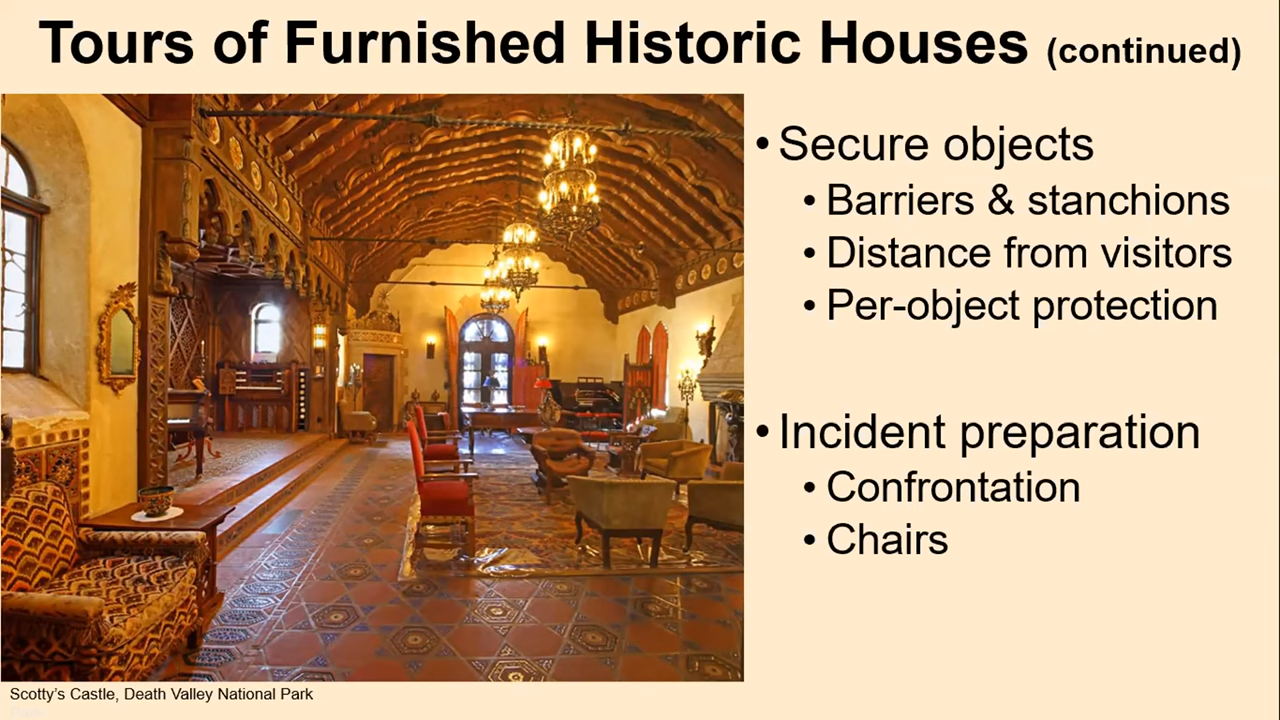 Tours of Furnished Historic Houses (continued)
• Secure objects
• Barriers & stanchions
• Distance from visitors
• Per-object protection
• Incident preparation
• Confrontation
• Chairs
Scotty's Castle, Death Valley National Park